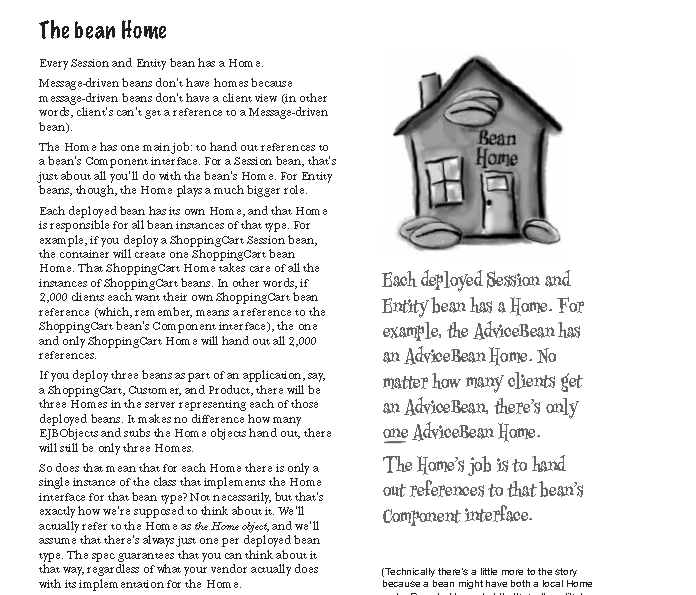 The bean Home
Every Session and Entity bean has a Home.
Message-driven beans don't have homes because
message-driven beans don't have a client view (in other
words, client's can't get a reference to a Message-driven
bean).
The Home has one main job: to hand out references to
a bean's Component interface. For a Session bean, that's
just about all you'll do with the bean's Home. For Entity
beans, though, the Home plays a much bigger role.
Each deployed bean has its own Home, and that Home
is responsible for all bean instances of that type. For
example, if you deploy a ShoppingCart Session bean,
the container will create one ShoppingCart bean
Home. That ShoppingCart Home takes care of all the
instances of ShoppingCart beans. In other words, if
2,000 clients each want their own ShoppingCart bean
reference (which, remember, means a reference to the
ShoppingCart bean's Component interface), the one
and only ShoppingCart Home will hand out all 2,000
references.
If you deploy three beans as part of an application, say,
a ShoppingCart, Customer, and Product, there will be
three Homes in the server representing each of those
deployed beans. It makes no difference how many
EJBObjects and stubs the Home objects hand out, there
will still be only three Homes.
So does that mean that for each Home there is only a
single instance of the class that implements the Home
interface for that bean type? Not necessarily, but that's
exactly how we're supposed to think about it. We'll
actually refer to the Home as the Home object, and we'll
assume that there's always just one per deployed bean
type. The spec guarantees that you can think about it
that way, regardless of what your vendor actually does
with its implementation for the Home.
Bean
Home
Each deployed Session and
Entity bean has a Home. For
example, the AdviceBean has
an AdviceBean Home. No
matter how many clients get
an AdviceBean, there's only
one AdviceBean Home.
The Home's job is to hand
out references to that bean's
Component interface.
(Technically there's a little more to the story
because a bean might have both a local Home